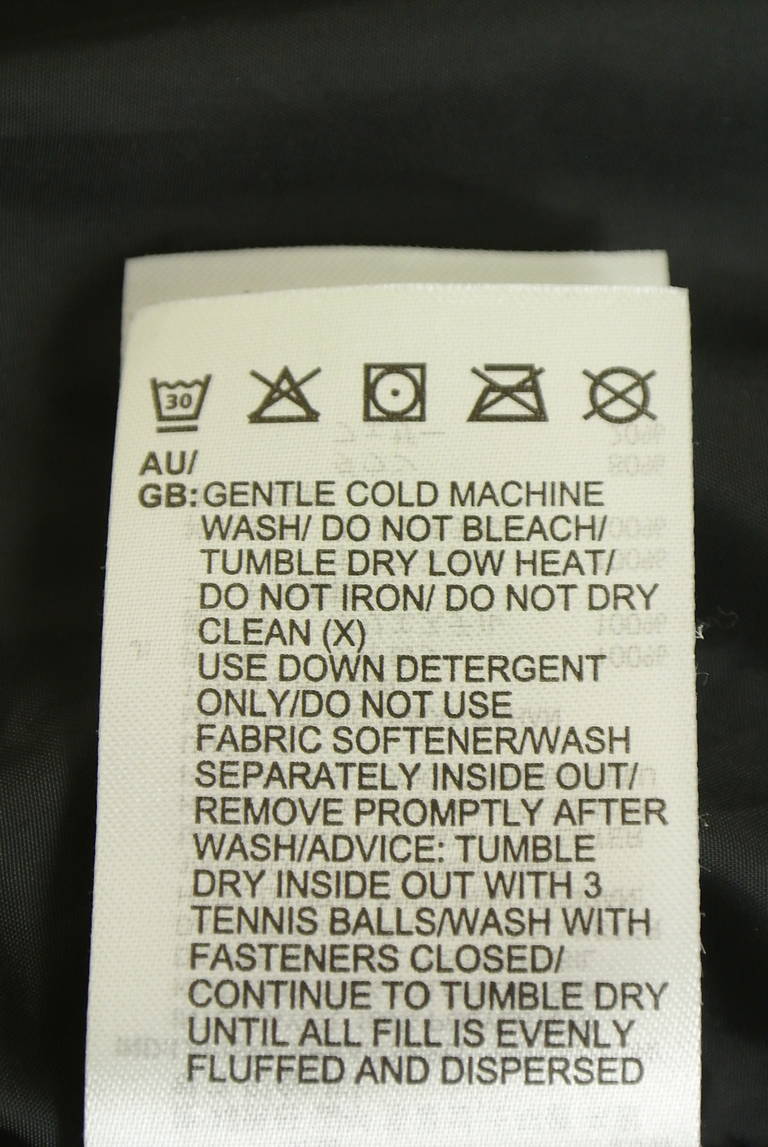 30
AU/
GB: GENTLE COLD MACHINE
WASH/ DO NOT BLEACH/
TUMBLE DRY LOW HEAT/
DO NOT IRON/ DO NOT DRY
CLEAN (X)
USE DOWN DETERGENT
ONLY/DO NOT USE
FABRIC SOFTENER/WASH
SEPARATELY INSIDE OUT/
REMOVE PROMPTLY AFTER
WASH/ADVICE: TUMBLE
DRY INSIDE OUT WITH 3
TENNIS BALLS/WASH WITH
FASTENERS CLOSED/
CONTINUE TO TUMBLE DRY
UNTIL ALL FILL IS EVENLY
FLUFFED AND DISPERSED